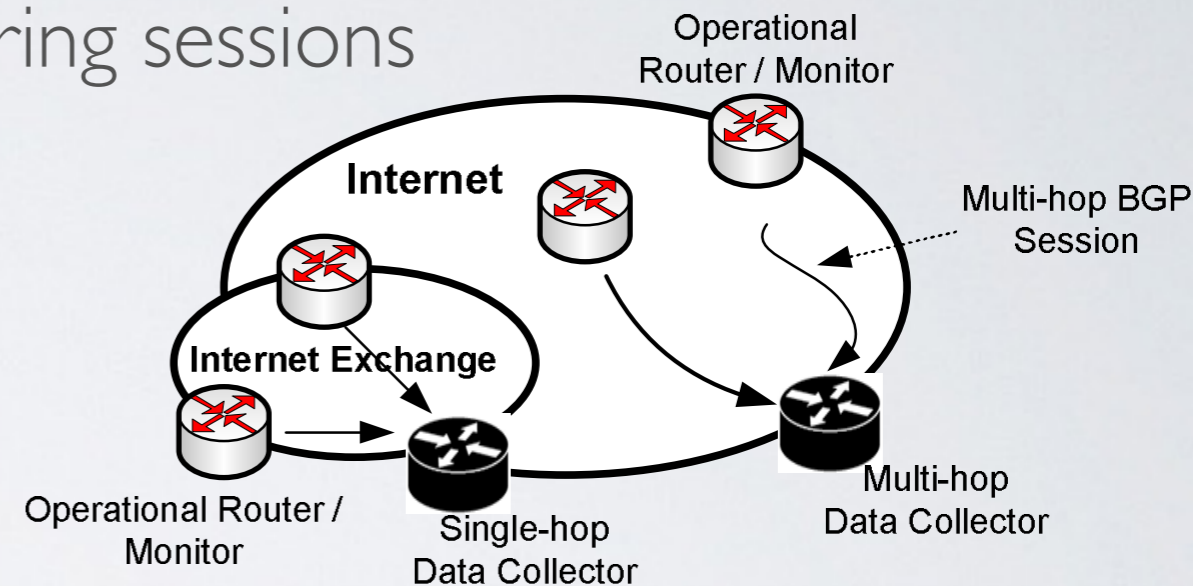 ring sessions
Operational
Router / Monitor
Internet
Multi-hop BGP
Session
Internet Exchange
Operational Router /
Monitor
Single-hop
Data Collector
Multi-hop
Data Collector